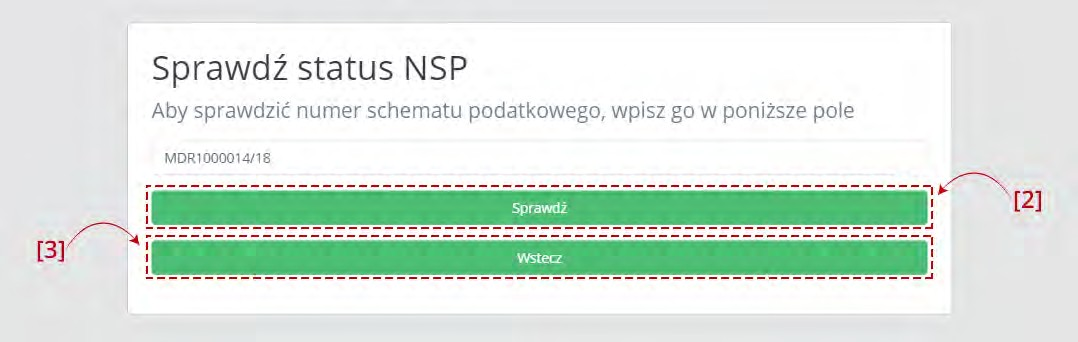 Sprawdź status NSP
Aby sprawdzić numer schematu podatkowego, wpisz go w poniższe pole
MDR1000014/18
Sprawdź
[2]
[3]
Wstecz